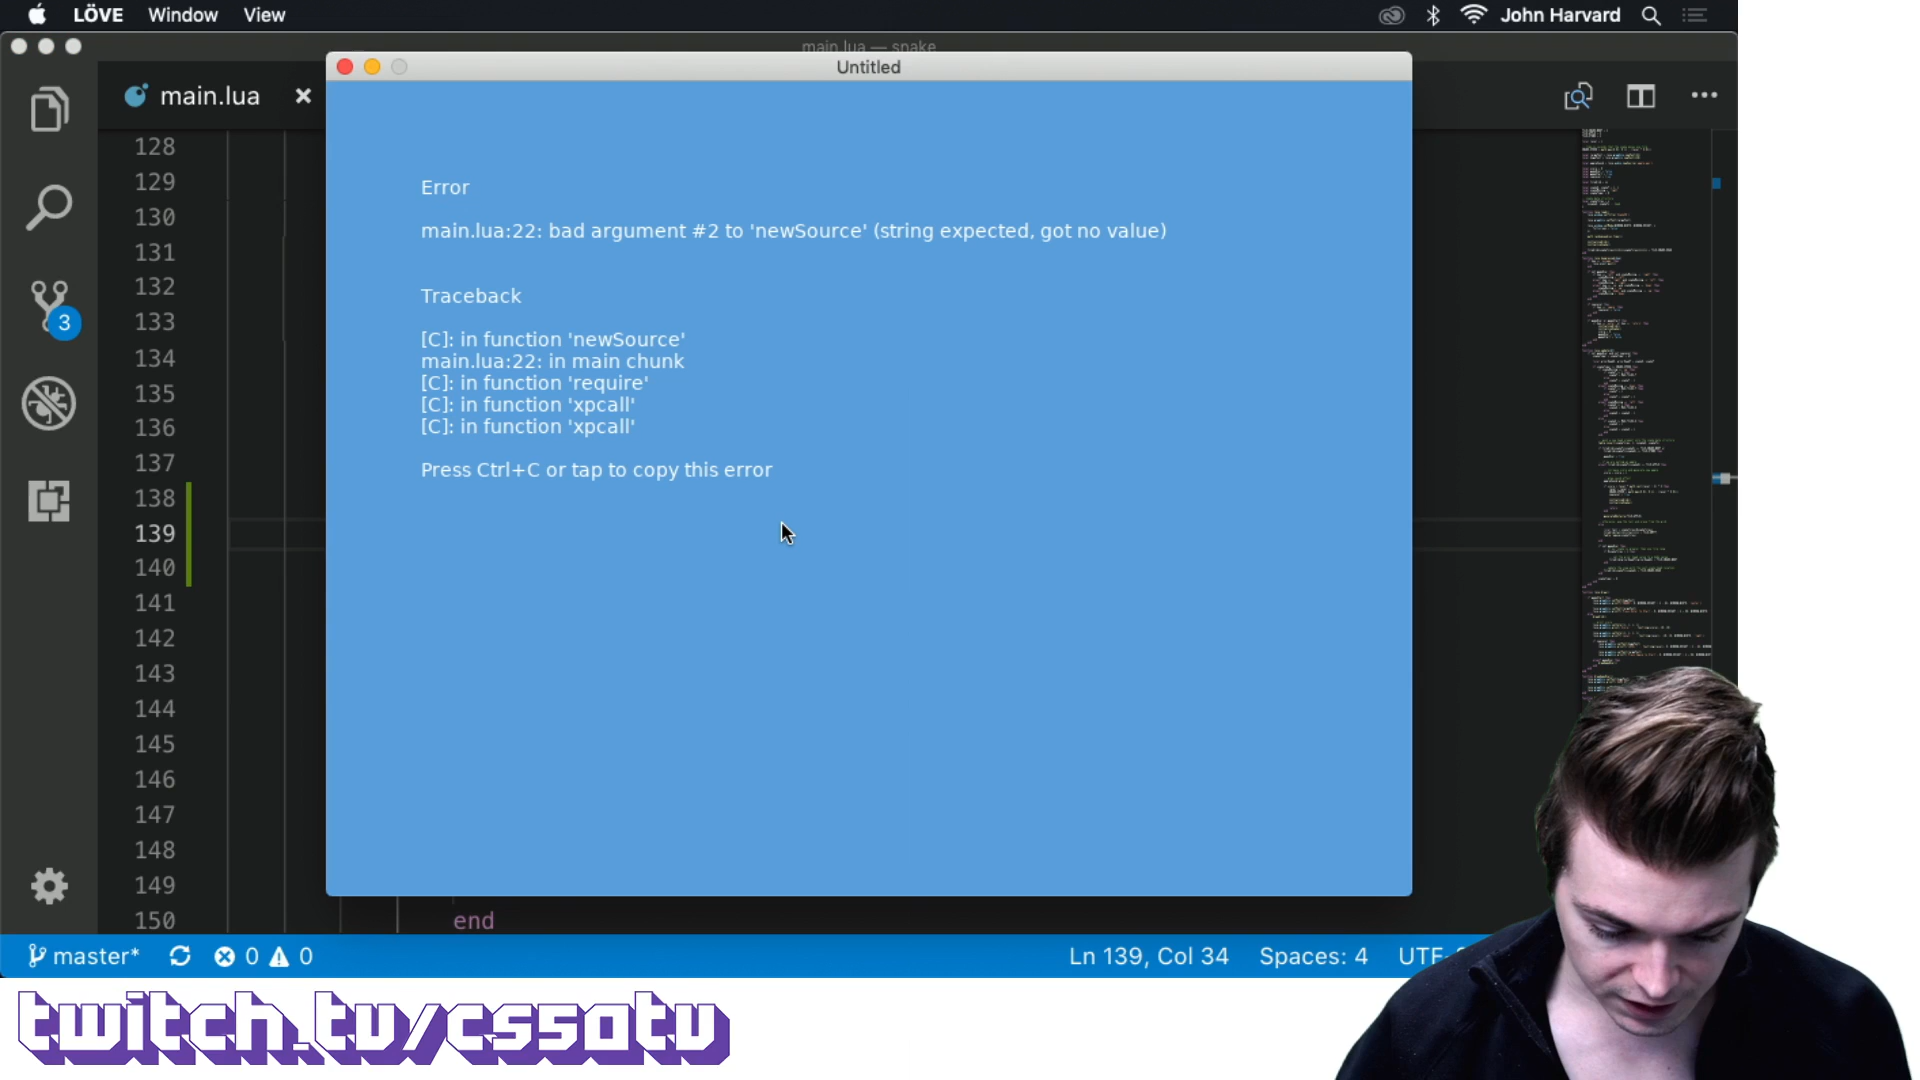 LÖVE Window View John Harvard
main.lua — snake
Untitled
main.lua
128
129
130
131
132
133
134
135
136
137
138
139
140
141
142
143
144
145
146
147
148
149
150
Error
main.lua:22: bad argument #2 to 'newSource' (string expected, got no value)
Traceback
[C]: in function 'newSource'
main.lua:22: in main chunk
[C]: in function 'require'
[C]: in function 'xpcall'
[C]: in function 'xpcall'
Press Ctrl+C or tap to copy this error
end
3
master* 0 0 Ln 139, Col 34 Spaces: 4
twitch.tv/cs50tv